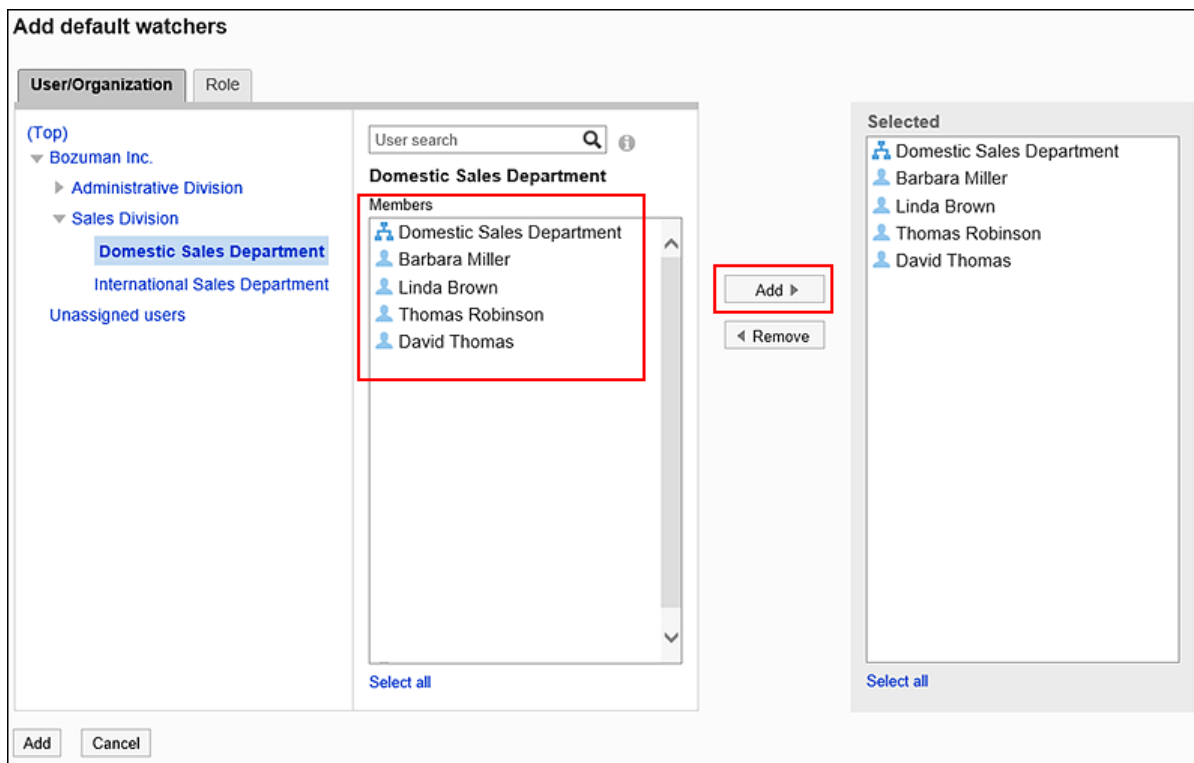 Add default watchers
User/Organization
Role
(Top)
Bozuman Inc.
Administrative Division
Sales Division
Domestic Sales Department
International Sales Department
Unassigned users
User search
Domestic Sales Department
Members
Domestic Sales Department
Barbara Miller
Linda Brown
Thomas Robinson
David Thomas
Select all
Add
Remove
Selected
Domestic Sales Department
Barbara Miller
Linda Brown
Thomas Robinson
David Thomas
Select all
Add
Cancel